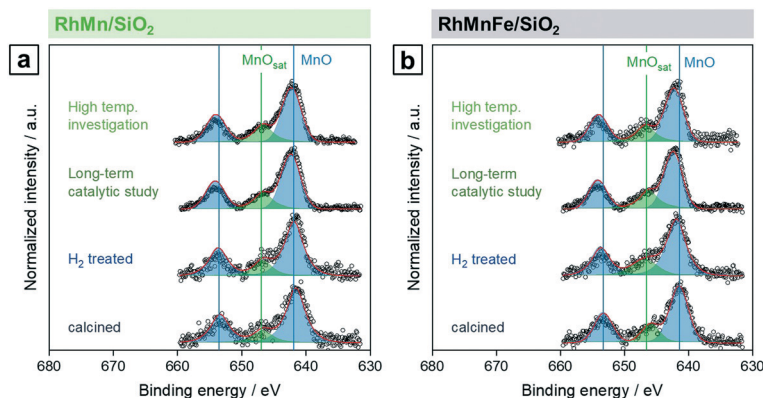 RhMn/SiO₂
a
MnO_sat MnO
High temp.
investigation
Long-term
catalytic study
H₂ treated
calcined
Normalized intensity / a.u.
680 670 660 650 640 630
Binding energy / eV
RhMnFe/SiO₂
b
MnO_sat MnO
High temp.
investigation
Long-term
catalytic study
H₂ treated
calcined
Normalized intensity / a.u.
680 670 660 650 640 630
Binding energy / eV